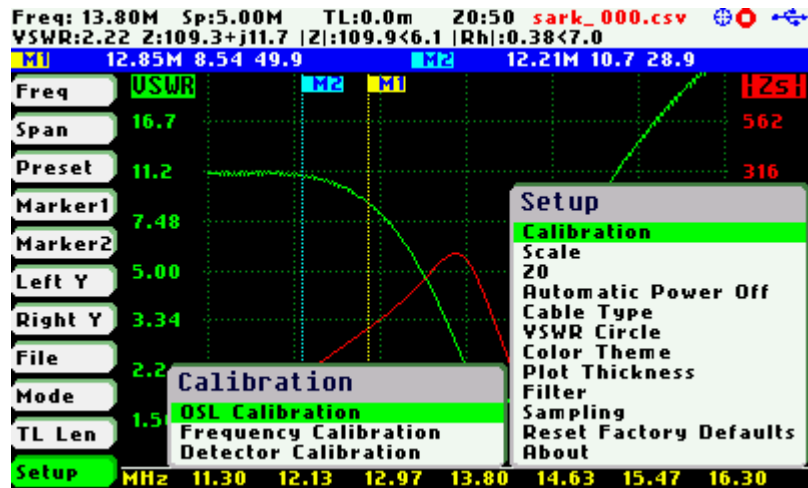 Freq: 13.80M Sp:5.00M TL:0.0m 20:50 sark_000.csv
VSWR:2.22 Z:109.3+j11.7 |Z|:109.9<6.1 |Rh|:0.38<7.0
M1 12.85M 8.54 49.9 M2 12.21M 10.7 28.9
Freq
Span
Preset
Marker1
Marker2
Left Y
Right Y
File
Mode
TL Len
Setup
VSWR M2 M1 |Zs|
16.7 562
11.2 316
7.48
5.00
3.34
2.2
1.5
Setup
Calibration
Scale
Z0
Automatic Power Off
Cable Type
VSWR Circle
Color Theme
Plot Thickness
Filter
Sampling
Reset Factory Defaults
About
Calibration
OSL Calibration
Frequency Calibration
Detector Calibration
MHz 11.30 12.13 12.97 13.80 14.63 15.47 16.30